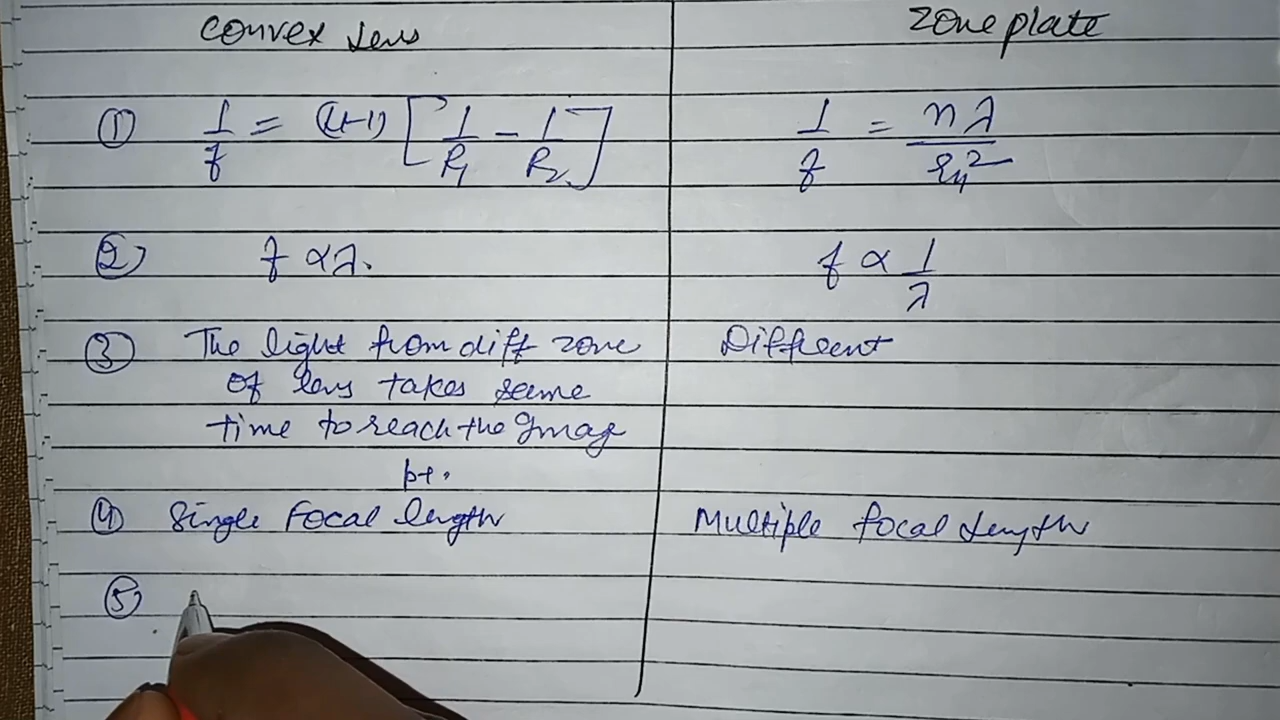 convex lens
zone plate
① 1/f = (μ-1) [1/R1 - 1/R2]
1/f = nλ/rn²
② f ∝ λ.
f ∝ 1/λ
③ The light from diff zone
of lens takes same
time to reach the Image
pt.
Different
④ Single Focal length
Multiple focal length
⑤